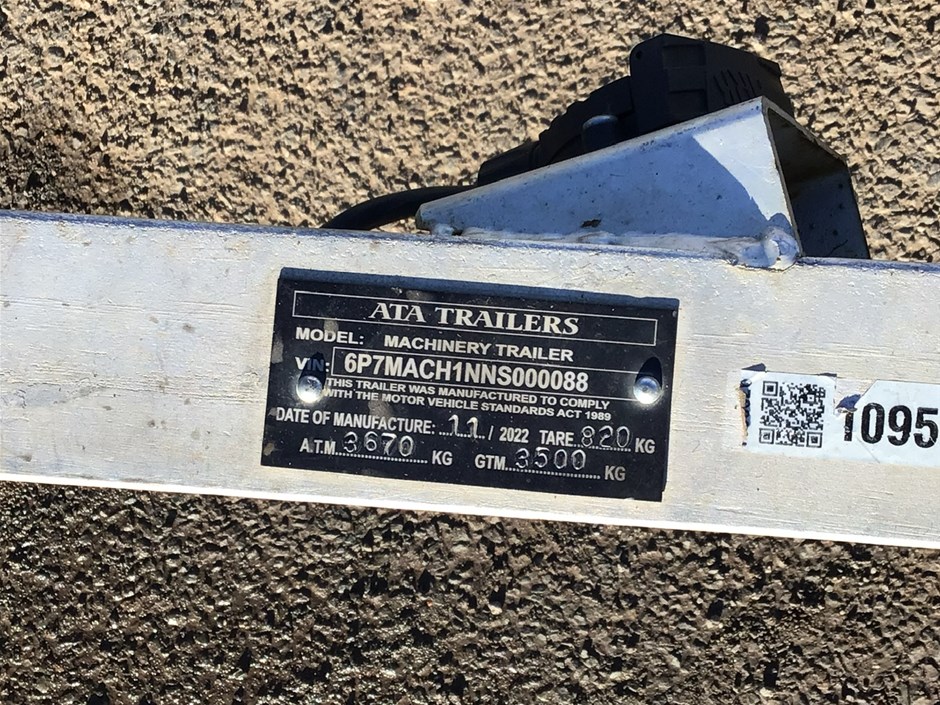 ATA TRAILERS
MODEL: MACHINERY TRAILER
VIN: 6P7MACH1NNS000088
THIS TRAILER WAS MANUFACTURED TO COMPLY
WITH THE MOTOR VEHICLE STANDARDS ACT 1989
DATE OF MANUFACTURE: 11 / 2022 TARE 820 KG
A.T.M 3670 KG GTM 3500 KG
1095